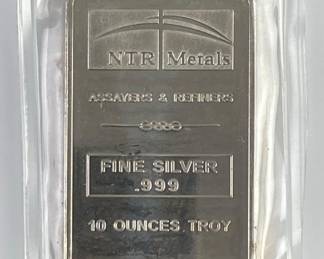 NTR Metals
ASSAYERS & REFINERS
FINE SILVER
.999
10 OUNCES TROY